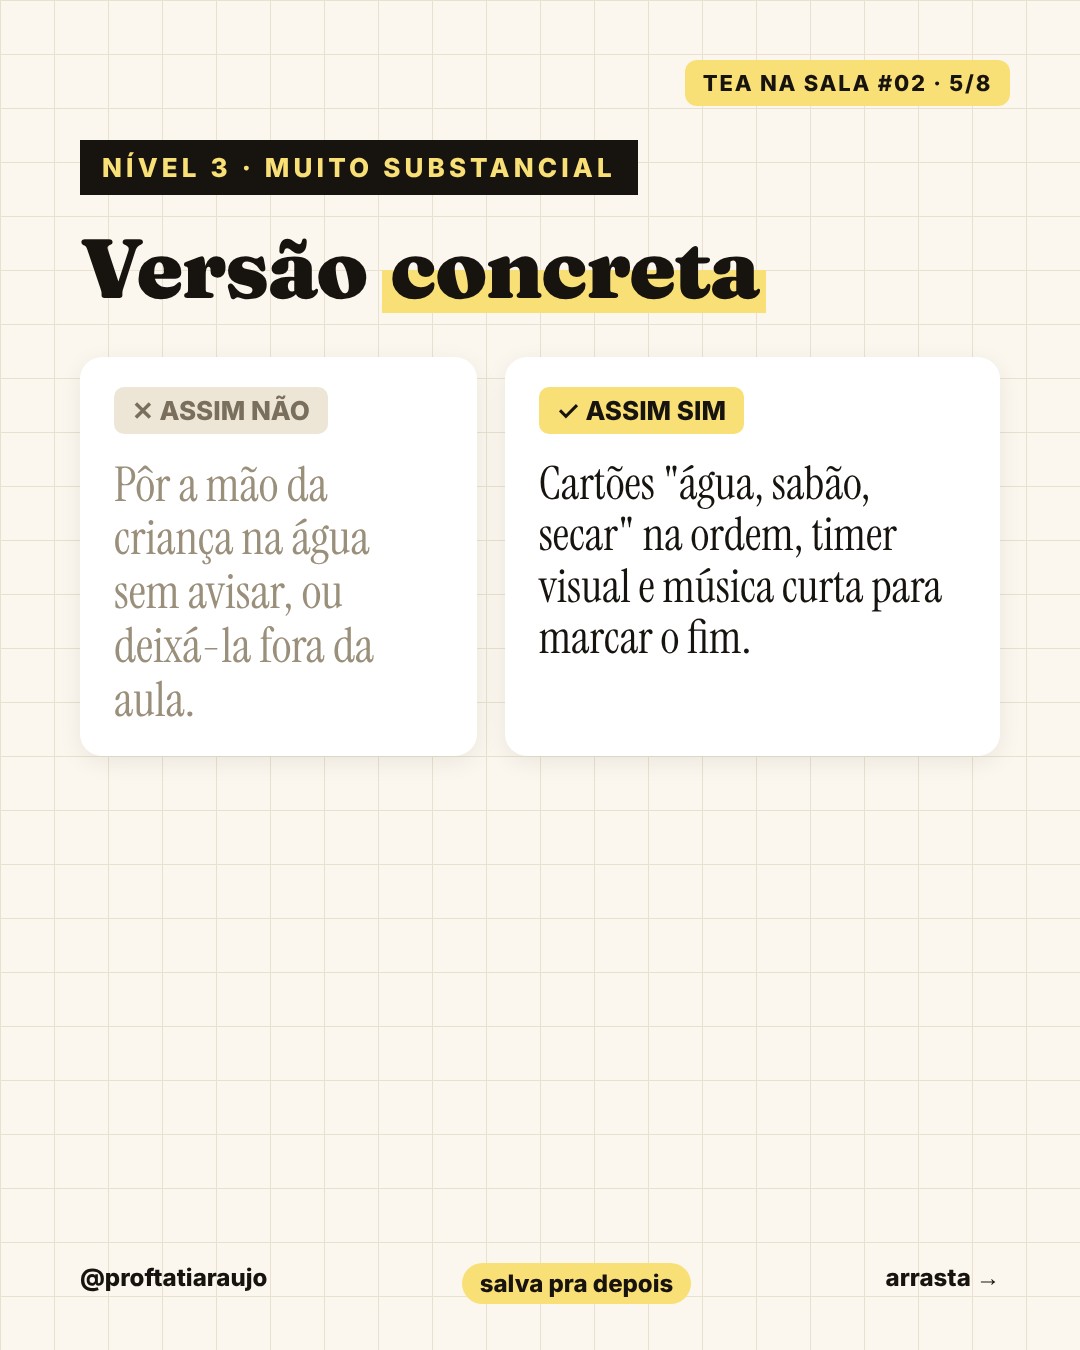 TEA NA SALA #02 · 5/8
NÍVEL 3 · MUITO SUBSTANCIAL
Versão concreta
✕ ASSIM NÃO
Pôr a mão da
criança na água
sem avisar, ou
deixá-la fora da
aula.
✓ ASSIM SIM
Cartões "água, sabão,
secar" na ordem, timer
visual e música curta para
marcar o fim.
@proftatiaraujo
salva pra depois
arrasta →